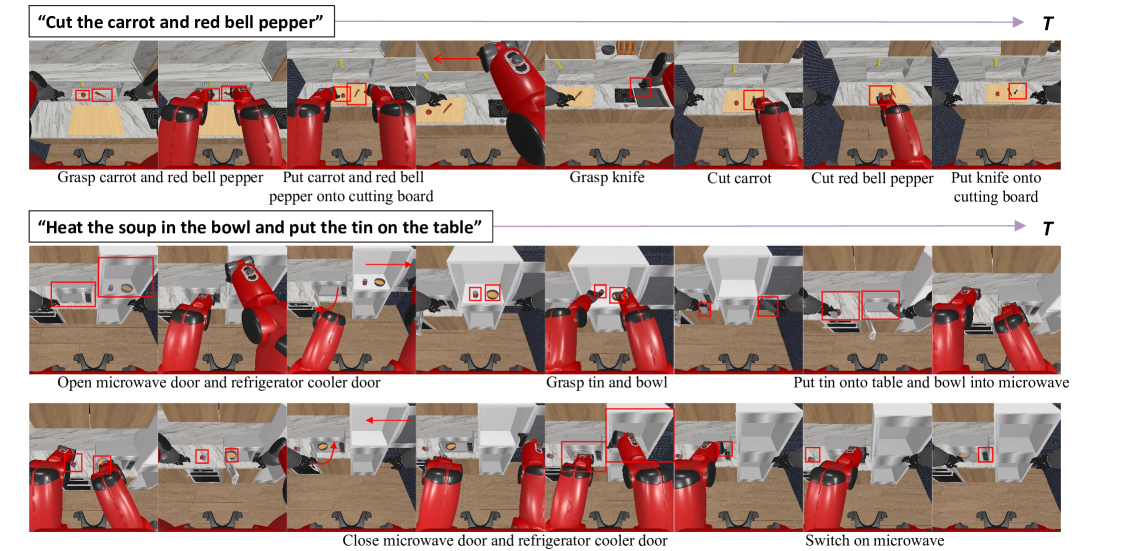 “Cut the carrot and red bell pepper”
T
Grasp carrot and red bell pepper
Put carrot and red bell
pepper onto cutting board
Grasp knife
Cut carrot
Cut red bell pepper
Put knife onto
cutting board
“Heat the soup in the bowl and put the tin on the table”
T
Open microwave door and refrigerator cooler door
Grasp tin and bowl
Put tin onto table and bowl into microwave
Close microwave door and refrigerator cooler door
Switch on microwave